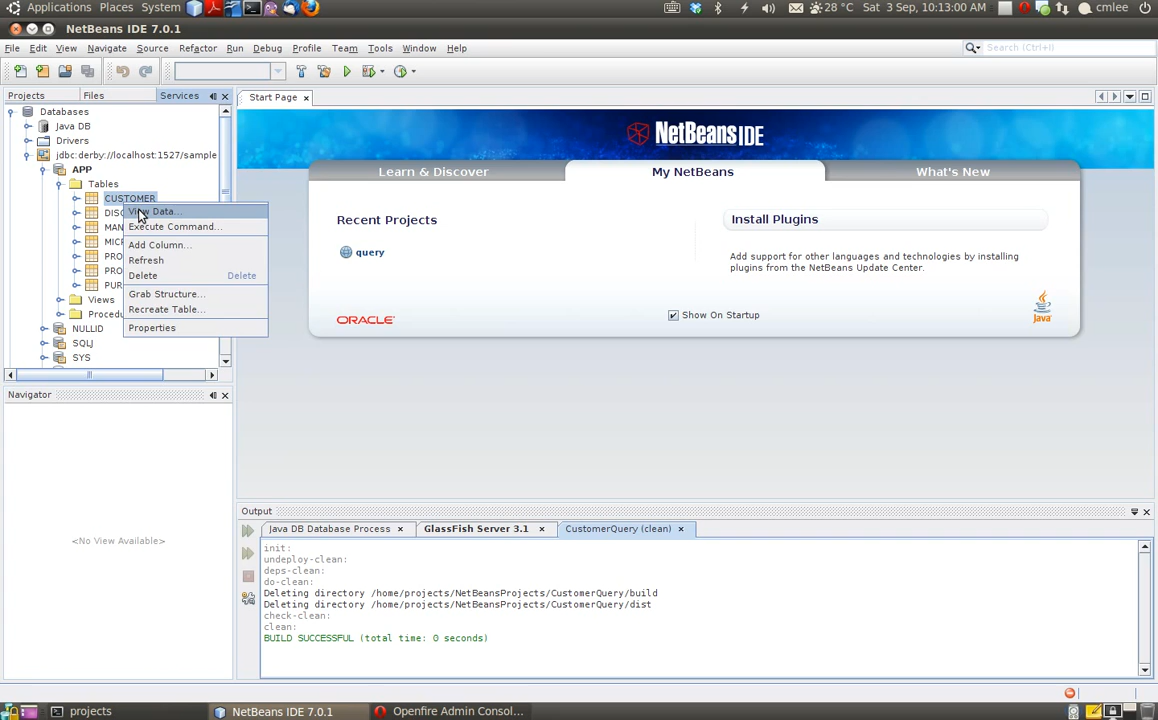 Applications Places System 28 °C Sat 3 Sep, 10:13:00 AM cmlee
NetBeans IDE 7.0.1
File Edit View Navigate Source Refactor Run Debug Profile Team Tools Window Help
Search (Ctrl+I)
Projects Files Services
Start Page
Databases
Java DB
Drivers
jdbc:derby://localhost:1527/sample
APP
Tables
CUSTOMER
DISC
MAN
MICR
PRO
PRO
PUR
Views
Procedu
NULLID
SQLJ
SYS
View Data...
Execute Command...
Add Column...
Refresh
Delete Delete
Grab Structure...
Recreate Table...
Properties
Navigator
<No View Available>
NetBeans IDE
Learn & Discover My NetBeans What's New
Recent Projects
query
Install Plugins
Add support for other languages and technologies by installing
plugins from the NetBeans Update Center.
ORACLE
Show On Startup
Java
Output
Java DB Database Process GlassFish Server 3.1 CustomerQuery (clean)
init:
undeploy-clean:
deps-clean:
do-clean:
Deleting directory /home/projects/NetBeansProjects/CustomerQuery/build
Deleting directory /home/projects/NetBeansProjects/CustomerQuery/dist
check-clean:
clean:
BUILD SUCCESSFUL (total time: 0 seconds)
projects NetBeans IDE 7.0.1 Openfire Admin Consol...